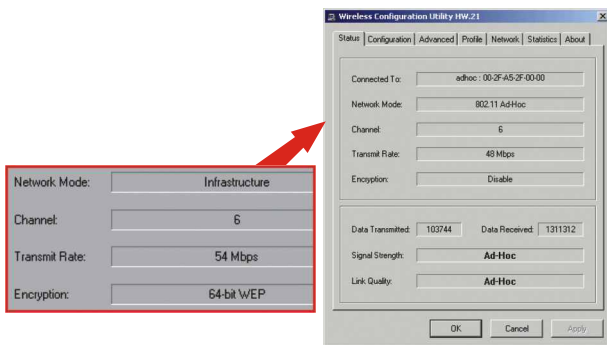 Wireless Configuration Utility HW.21
Status Configuration Advanced Profile Network Statistics About
Connected To: adhoc : 00-2F-A5-2F-00-00
Network Mode: 802.11 Ad-Hoc
Channel: 6
Transmit Rate: 48 Mbps
Encryption: Disable
Data Transmitted: 103744 Data Received: 1311312
Signal Strength: Ad-Hoc
Link Quality: Ad-Hoc
OK Cancel Apply
Network Mode: Infrastructure
Channel: 6
Transmit Rate: 54 Mbps
Encryption: 64-bit WEP